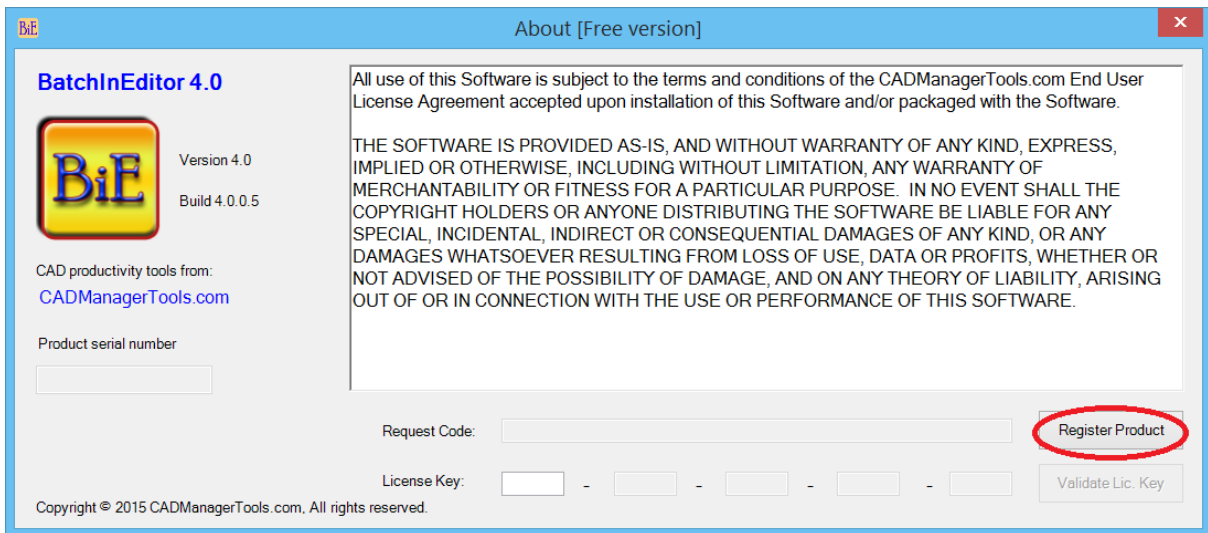 BiE
About [Free version]
x
BatchInEditor 4.0
BiE
Version 4.0
Build 4.0.0.5
CAD productivity tools from:
CADManagerTools.com
Product serial number
All use of this Software is subject to the terms and conditions of the CADManagerTools.com End User
License Agreement accepted upon installation of this Software and/or packaged with the Software.
THE SOFTWARE IS PROVIDED AS-IS, AND WITHOUT WARRANTY OF ANY KIND, EXPRESS,
IMPLIED OR OTHERWISE, INCLUDING WITHOUT LIMITATION, ANY WARRANTY OF
MERCHANTABILITY OR FITNESS FOR A PARTICULAR PURPOSE.  IN NO EVENT SHALL THE
COPYRIGHT HOLDERS OR ANYONE DISTRIBUTING THE SOFTWARE BE LIABLE FOR ANY
SPECIAL, INCIDENTAL, INDIRECT OR CONSEQUENTIAL DAMAGES OF ANY KIND, OR ANY
DAMAGES WHATSOEVER RESULTING FROM LOSS OF USE, DATA OR PROFITS, WHETHER OR
NOT ADVISED OF THE POSSIBILITY OF DAMAGE, AND ON ANY THEORY OF LIABILITY, ARISING
OUT OF OR IN CONNECTION WITH THE USE OR PERFORMANCE OF THIS SOFTWARE.
Request Code:
Register Product
License Key: - - - -
Validate Lic. Key
Copyright © 2015 CADManagerTools.com, All rights reserved.